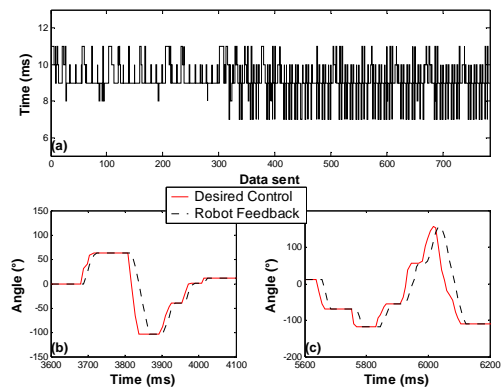 13
12
10
8
6
Time (ms)
(a)
0 100 200 300 400 500 600 700
Data sent
Desired Control
Robot Feedback
150
100
50
0
-50
-100
-150
Angle (°)
(b)
3600 3700 3800 3900 4000 4100
Time (ms)
100
0
-100
Angle (°)
(c)
5600 5800 6000 6200
Time (ms)